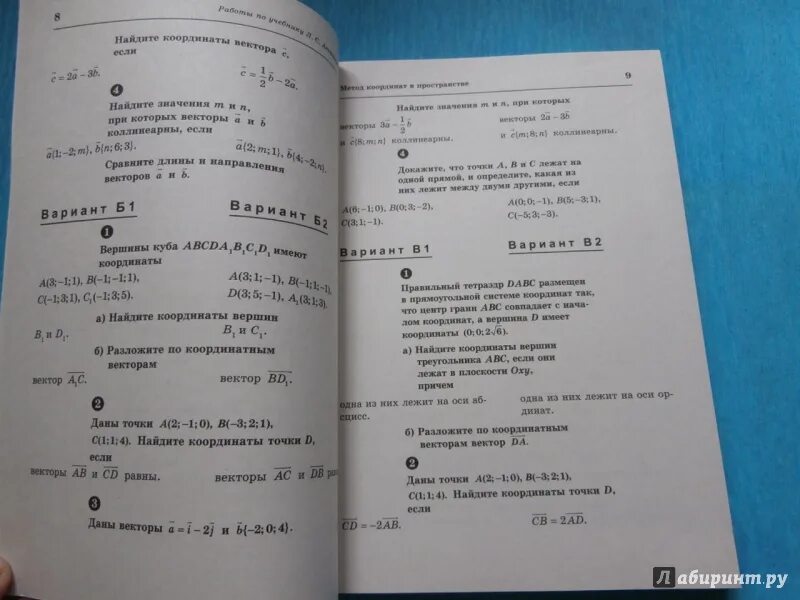 8
Работы по учебнику Л. С.
Найдите координаты вектора c⃗,
если
c⃗ = 2a⃗ − 3b⃗. c⃗ = 1/2 b⃗ − 2a⃗.
4
Найдите значения m и n,
при которых векторы a⃗ и b⃗
коллинеарны, если
a⃗{1; −2; m}, b⃗{n; 6; 3}. a⃗{2; m; 1}, b⃗{4; −2; n}.
Сравните длины и направления
векторов a⃗ и b⃗.
Вариант Б1 Вариант Б2
1
Вершины куба ABCDA₁B₁C₁D₁ имеют
координаты
A(3; −1; 1), B(−1; −1; 1), A(3; 1; −1), B(−1; 1; −1),
C(−1; 3; 1), C₁(−1; 3; 5). D(3; 5; −1), A₁(3; 1; 3).
а) Найдите координаты вершин
B₁ и D₁. B₁ и C₁.
б) Разложите по координатным
векторам
вектор A₁C. вектор BD₁.
2
Даны точки A(2; −1; 0), B(−3; 2; 1),
C(1; 1; 4). Найдите координаты точки D,
если
векторы AB и CD равны. векторы AC и DB
3
Даны векторы a⃗ = i⃗ − 2j⃗ и b⃗{−2; 0; 4}.
Метод координат в пространстве 9
Найдите значения m и n, при которых
векторы 3a⃗ − 1/2 b⃗ векторы 2a⃗ − 3b⃗
и c⃗{8; m; n} коллинеарны. и c⃗{m; 8; n} коллинеарны.
4
Докажите, что точки A, B и C лежат на
одной прямой, и определите, какая из
них лежит между двумя другими, если
A(6; −1; 0), B(0; 3; −2), A(0; 0; −1), B(5; −3; 1),
C(3; 1; −1). C(−5; 3; −3).
Вариант В1 Вариант В2
1
Правильный тетраэдр DABC размещен
в прямоугольной системе координат так,
что центр грани ABC совпадает с нача-
лом координат, а вершина D имеет
координаты (0; 0; 2√6).
а) Найдите координаты вершин
треугольника ABC, если они
лежат в плоскости Oxy,
причем
одна из них лежит на оси аб- одна из них лежит на оси ор-
сцисс. динат.
б) Разложите по координатным
векторам вектор DA.
2
Даны точки A(2; −1; 0), B(−3; 2; 1),
C(1; 1; 4). Найдите координаты точки D,
если
CD = −2AB. CB = 2AD.
Лабиринт.ру